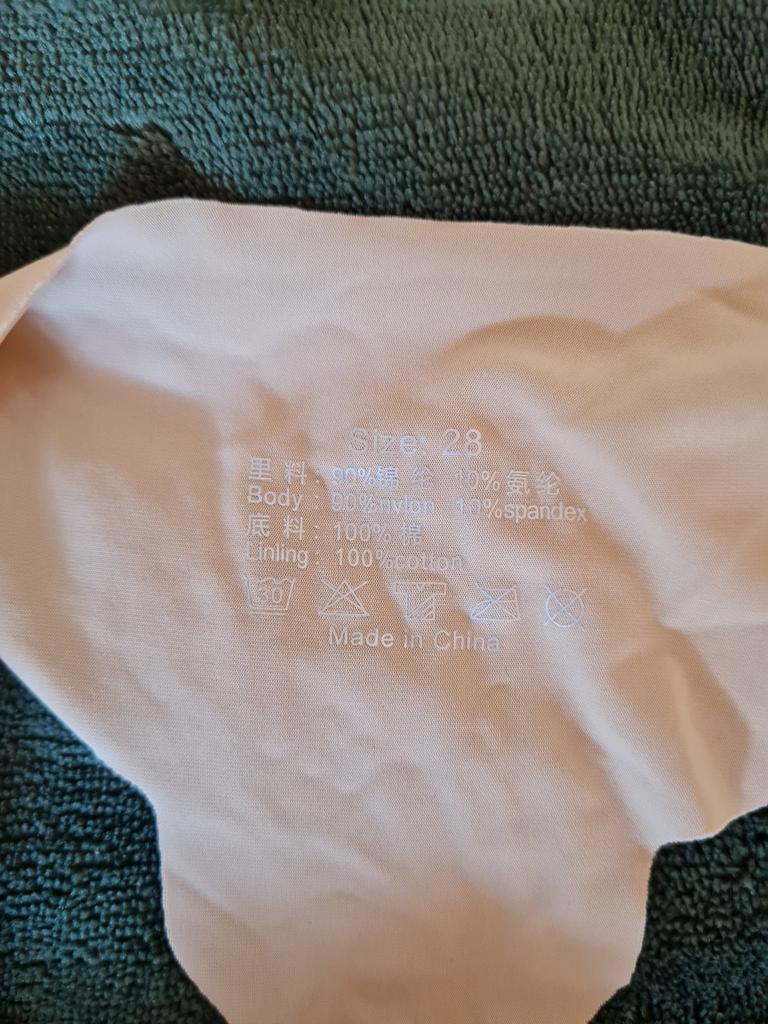 Size: 28
里料: 90%锦纶 10%氨纶
Body : 90%nylon 10%spandex
底料: 100%棉
Linling : 100%cotton
30
Made in China